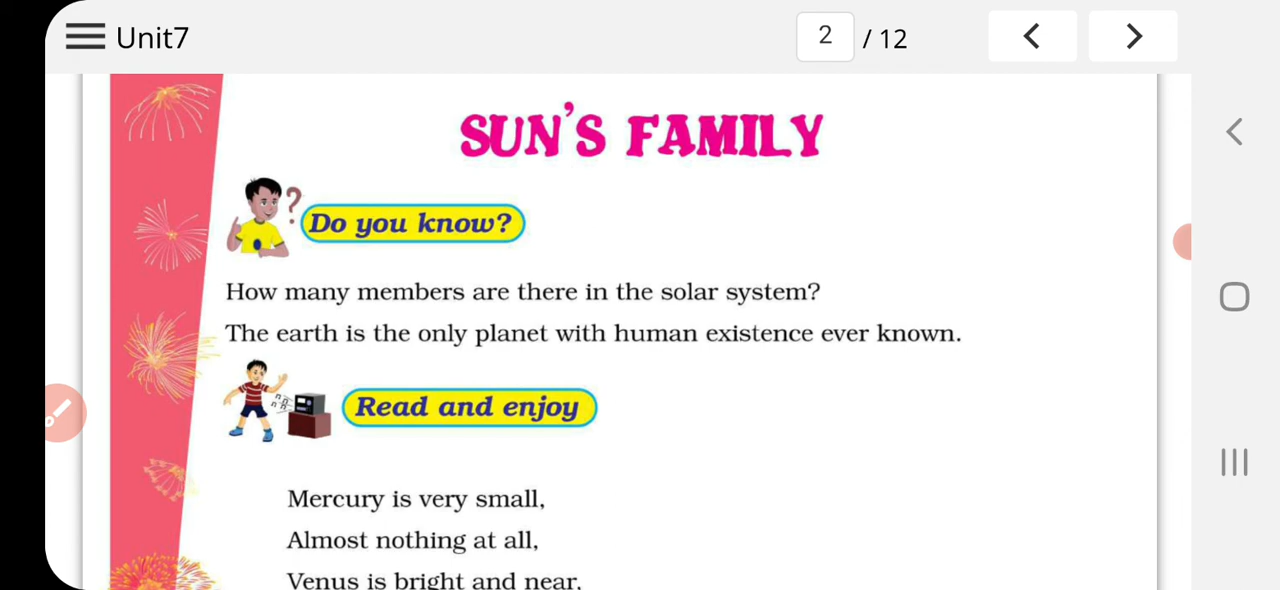 Unit7
2 / 12
SUN'S FAMILY
?
Do you know?
How many members are there in the solar system?
The earth is the only planet with human existence ever known.
Read and enjoy
Mercury is very small,
Almost nothing at all,
Venus is bright and near,